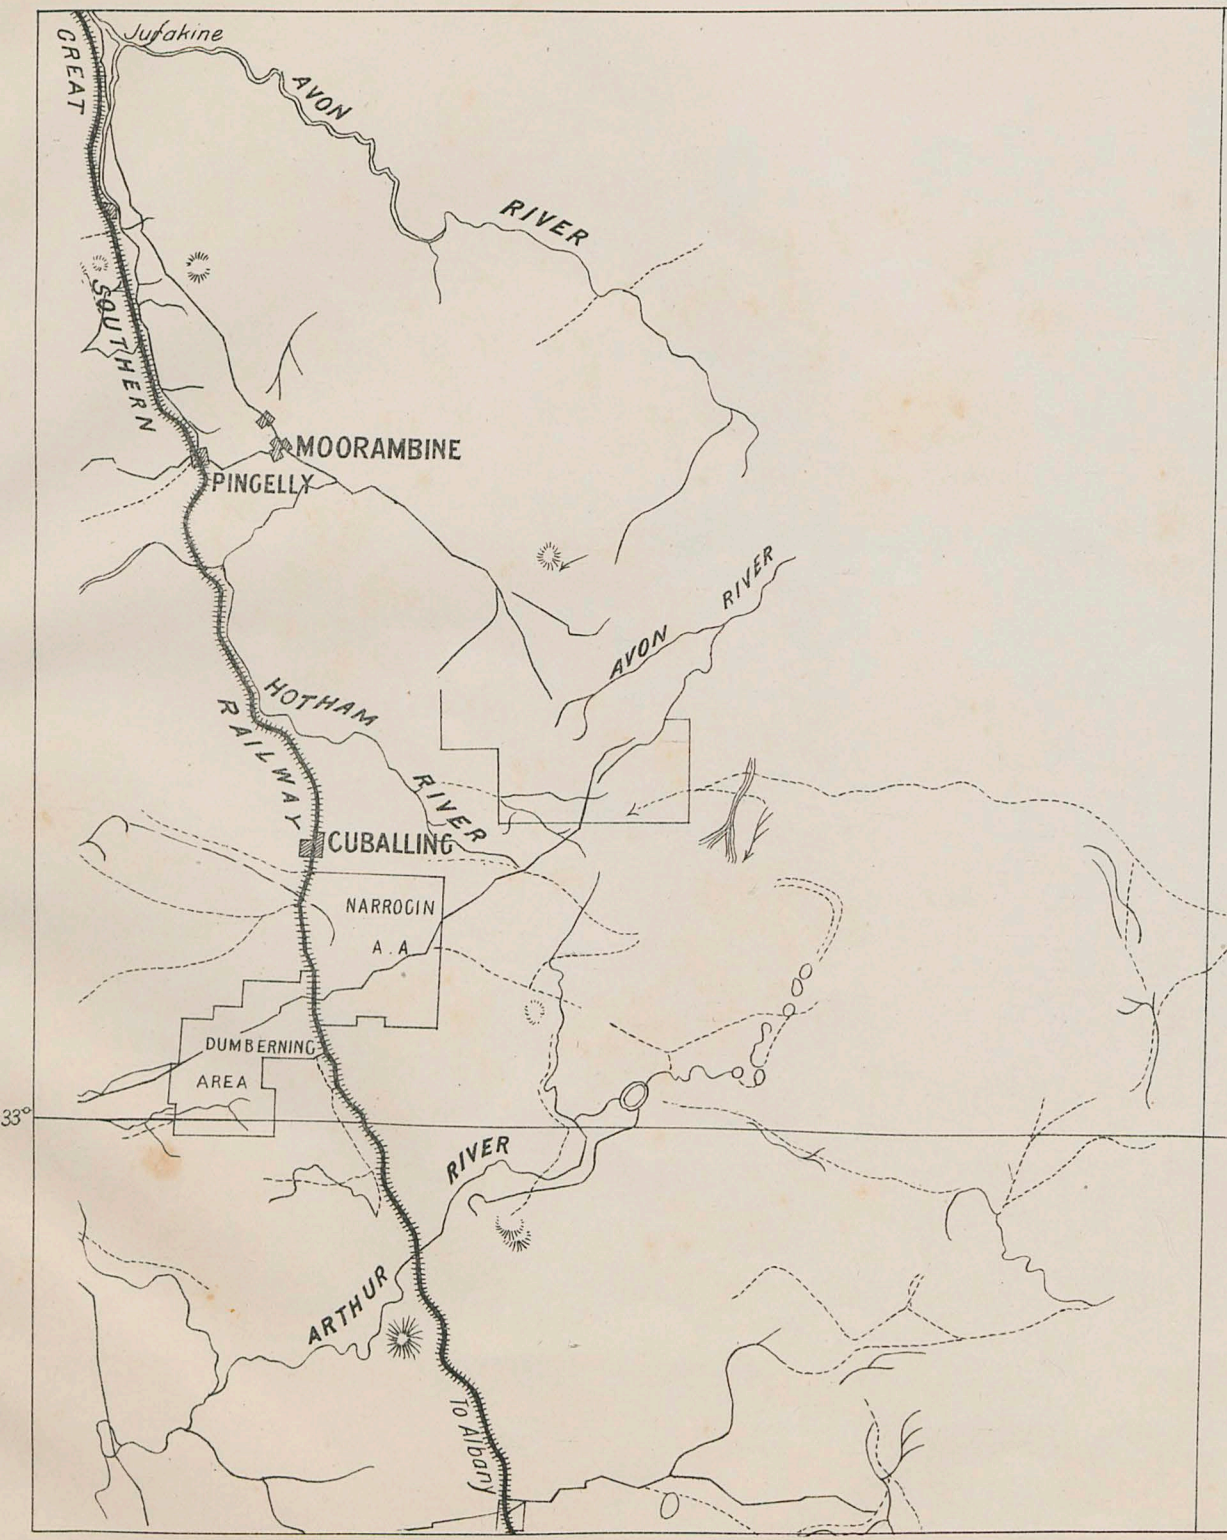 Jurakine
GREAT SOUTHERN RAILWAY
AVON RIVER
MOORAMBINE
PINGELLY
AVON RIVER
HOTHAM RIVER
CUBALLING
NARROGIN
A.A
DUMBERNING
AREA
33°
RIVER
ARTHUR
To Albany